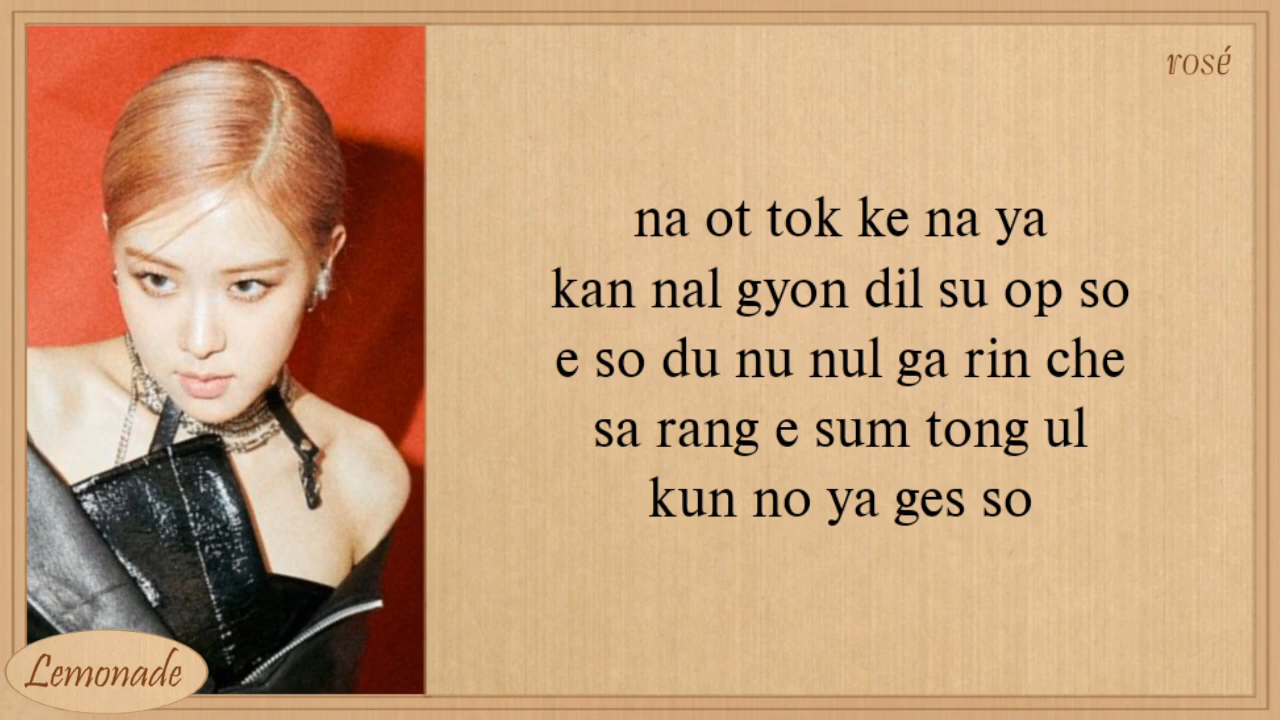 rosé
na ot tok ke na ya
kan nal gyon dil su op so
e so du nu nul ga rin che
sa rang e sum tong ul
kun no ya ges so
Lemonade